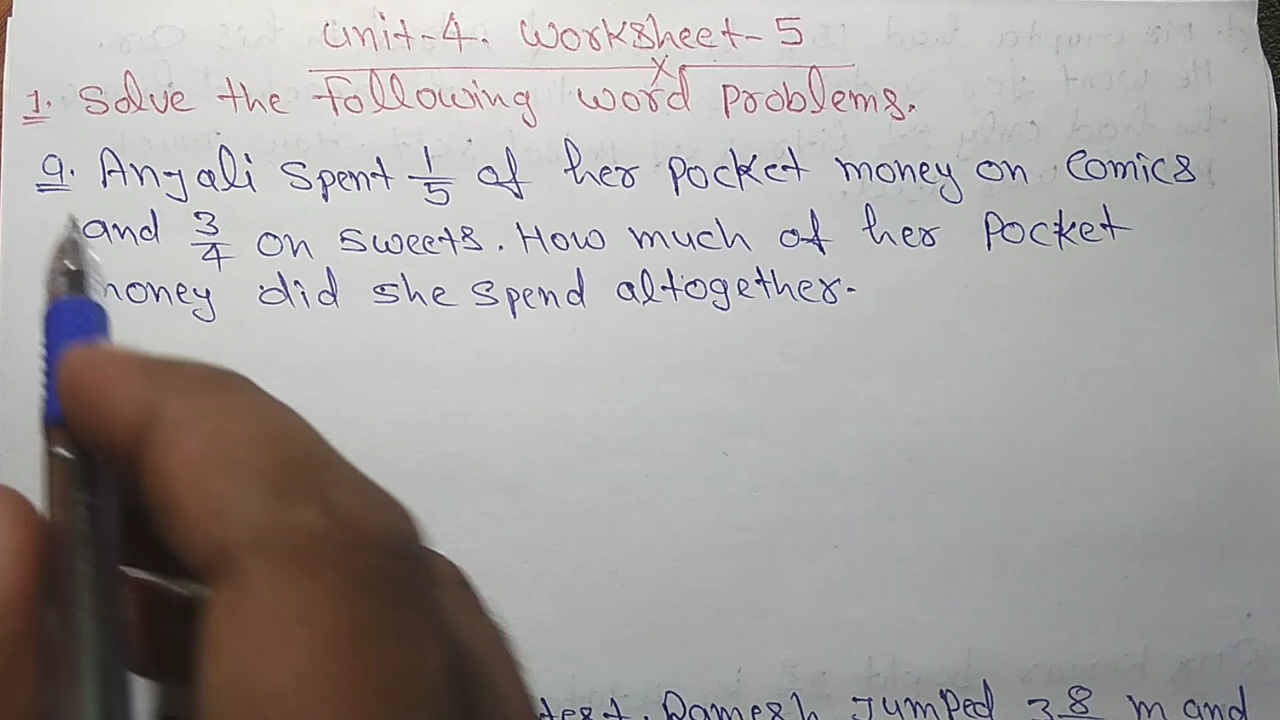 Unit-4. Worksheet-5
1. Solve the following word problems.
a. Anjali spent 1/5 of her pocket money on comics
and 3/4 on sweets. How much of her pocket
money did she spend altogether.
Ramesh jumped 3 8 m and